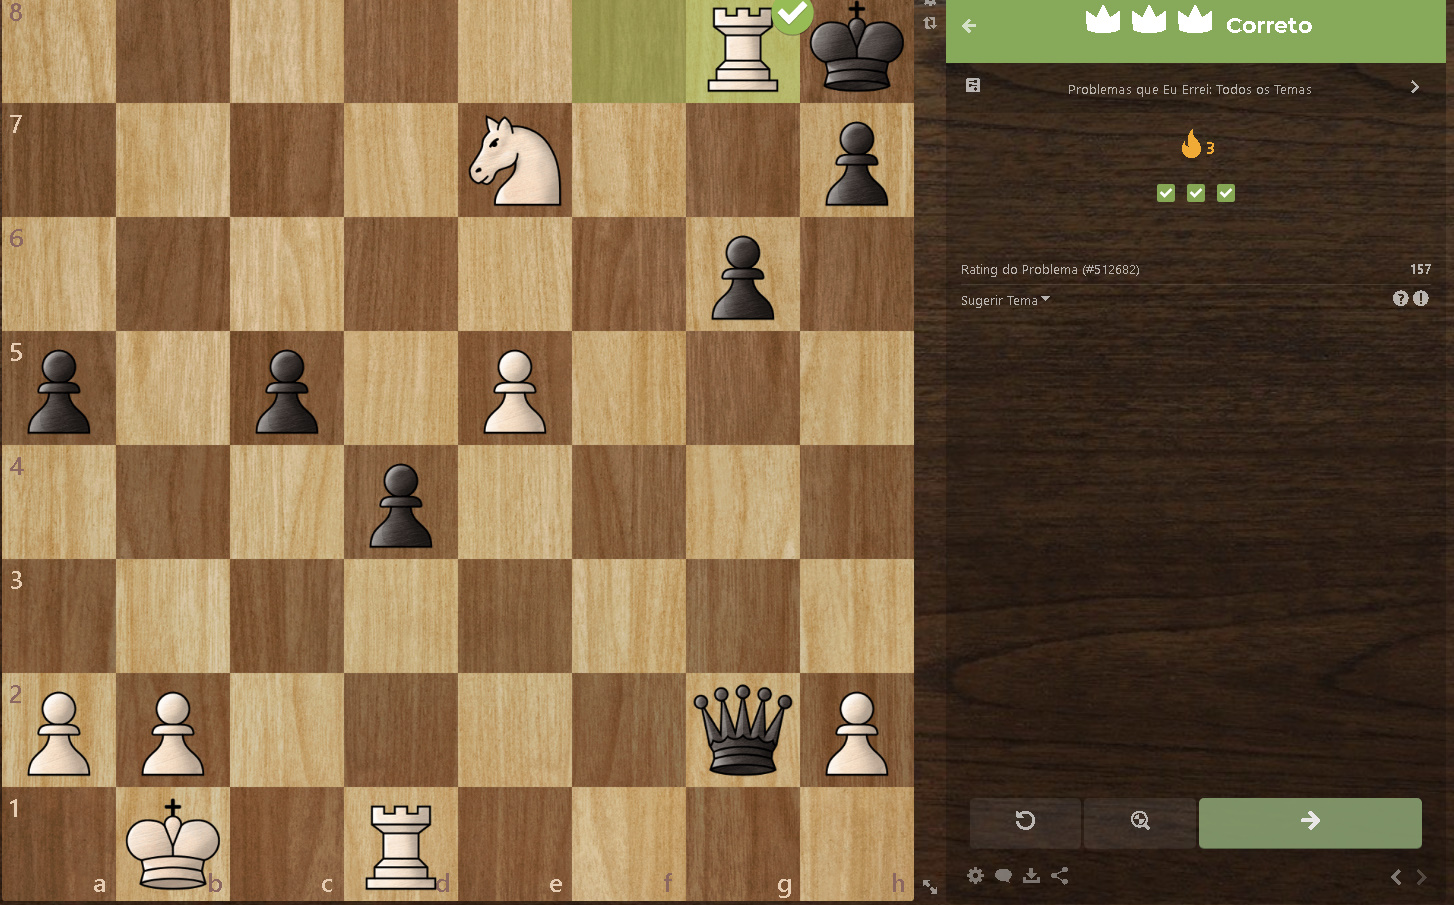 8
7
6
5
4
3
2
1
a b c d e f g h
Correto
Problemas que Eu Errei: Todos os Temas
3
Rating do Problema (#512682) 157
Sugerir Tema